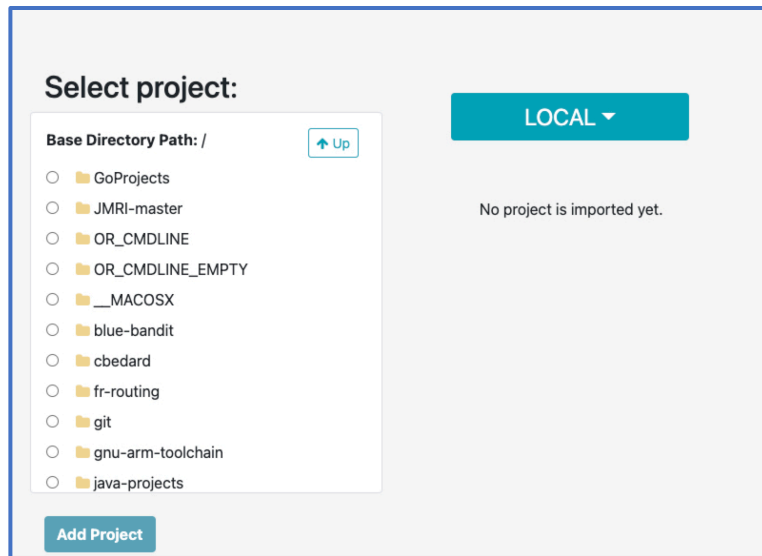 Select project:
Base Directory Path: /
Up
GoProjects
JMRI-master
OR_CMDLINE
OR_CMDLINE_EMPTY
__MACOSX
blue-bandit
cbedard
fr-routing
git
gnu-arm-toolchain
java-projects
Add Project
LOCAL
No project is imported yet.